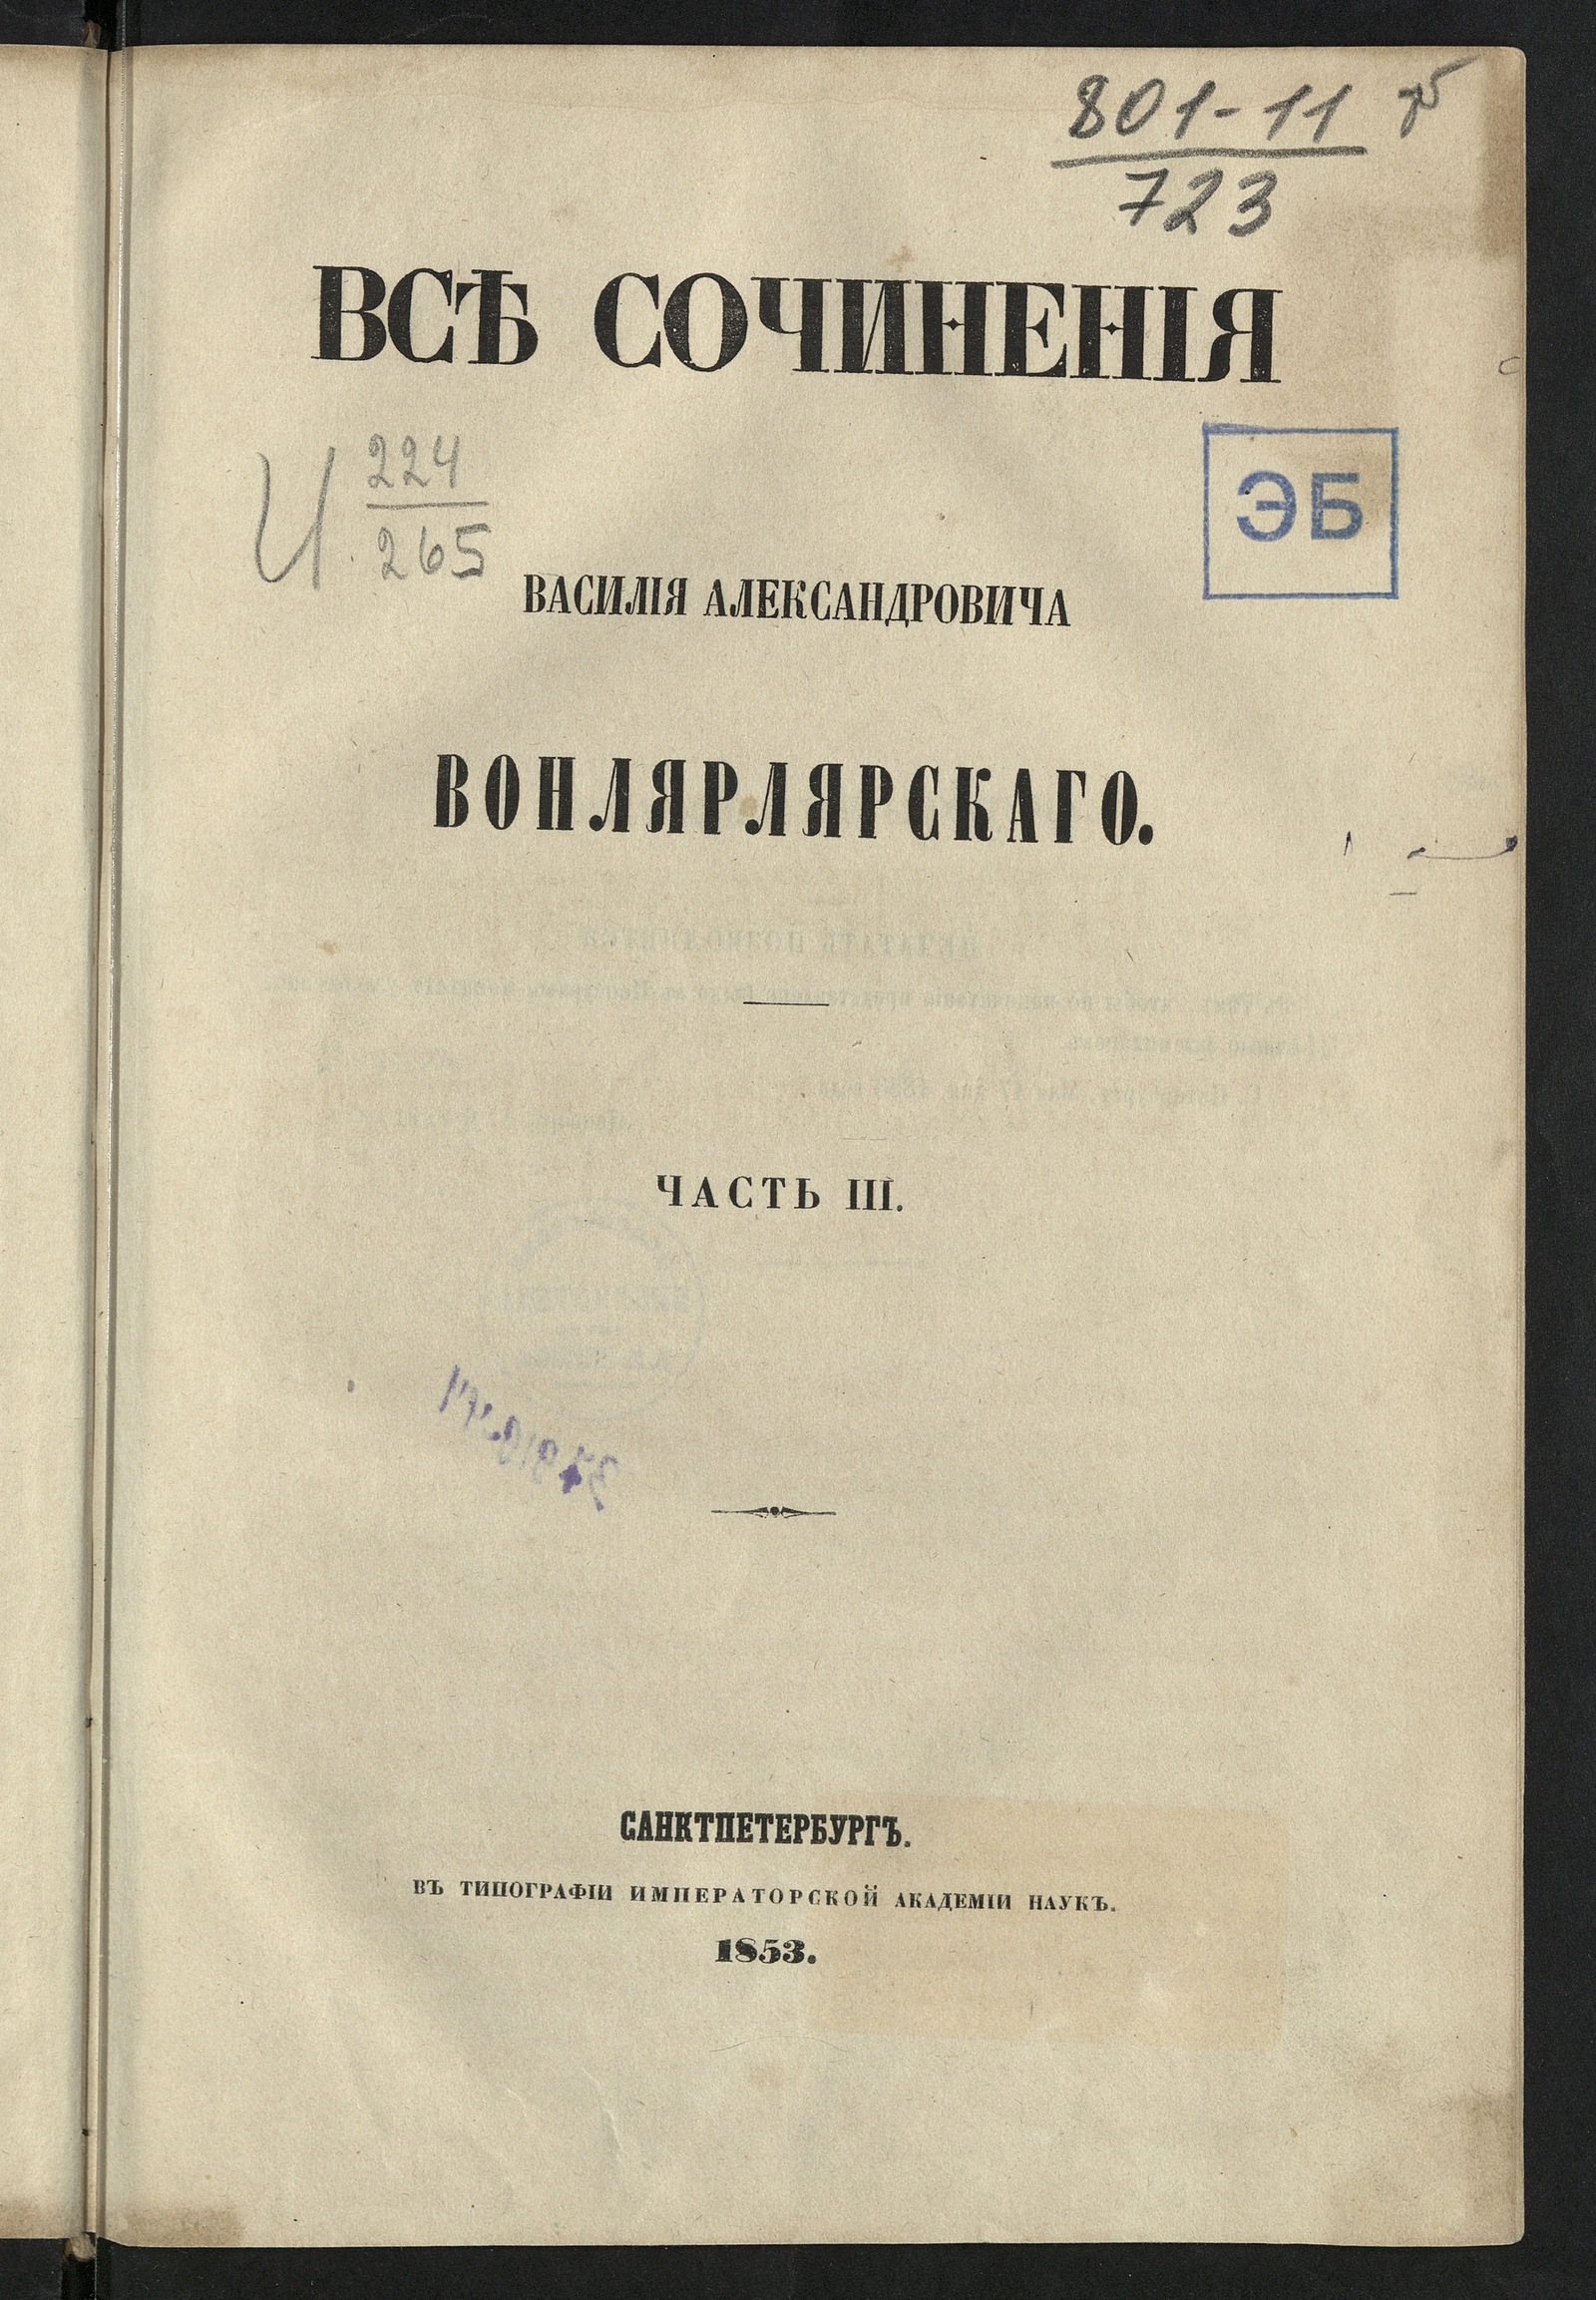 801-11
723
ВСѢ СОЧИНЕНІЯ
И 224
265
ЭБ
ВАСИЛІЯ АЛЕКСАНДРОВИЧА
ВОНЛЯРЛЯРСКАГО.
ЧАСТЬ III.
САНКТПЕТЕРБУРГЪ.
ВЪ ТИПОГРАФІИ ИМПЕРАТОРСКОЙ АКАДЕМІИ НАУКЪ.
1853.